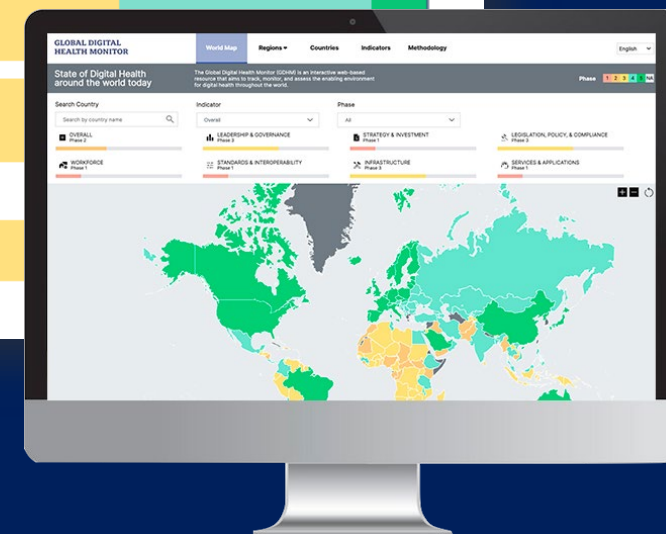 GLOBAL DIGITAL
HEALTH MONITOR
World Map
Regions
Countries
Indicators
Methodology
English
State of Digital Health
around the world today
The Global Digital Health Monitor (GDHM) is an interactive web-based
resource that aims to track, monitor, and assess the enabling environment
for digital health throughout the world.
Phase
1 2 3 4 5 NA
Search Country
Indicator
Phase
Search by country name
Overall
All
OVERALL
Phase 2
LEADERSHIP & GOVERNANCE
Phase 3
STRATEGY & INVESTMENT
Phase 1
LEGISLATION, POLICY, & COMPLIANCE
Phase 3
WORKFORCE
Phase 1
STANDARDS & INTEROPERABILITY
Phase 1
INFRASTRUCTURE
Phase 3
SERVICES & APPLICATIONS
Phase 1